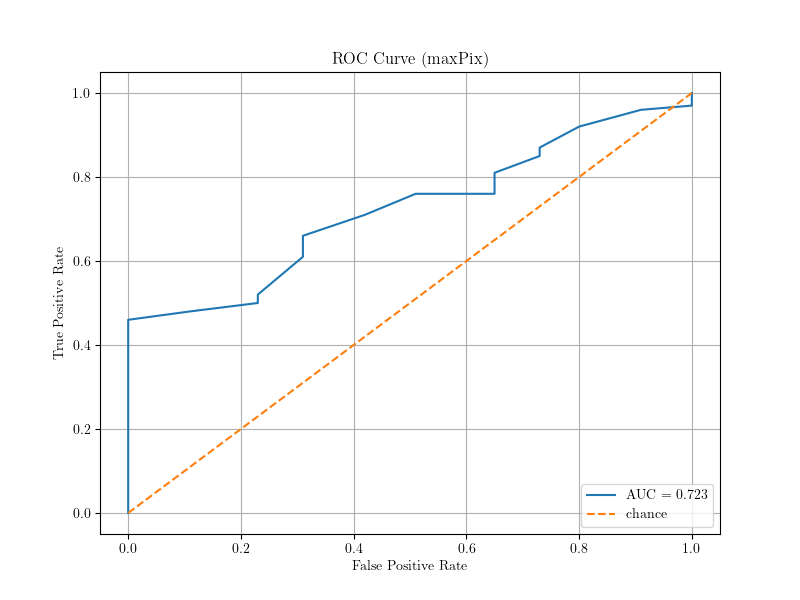 ROC Curve (maxPix)
True Positive Rate
1.0
0.8
0.6
0.4
0.2
0.0
AUC = 0.723
chance
0.0 0.2 0.4 0.6 0.8 1.0
False Positive Rate